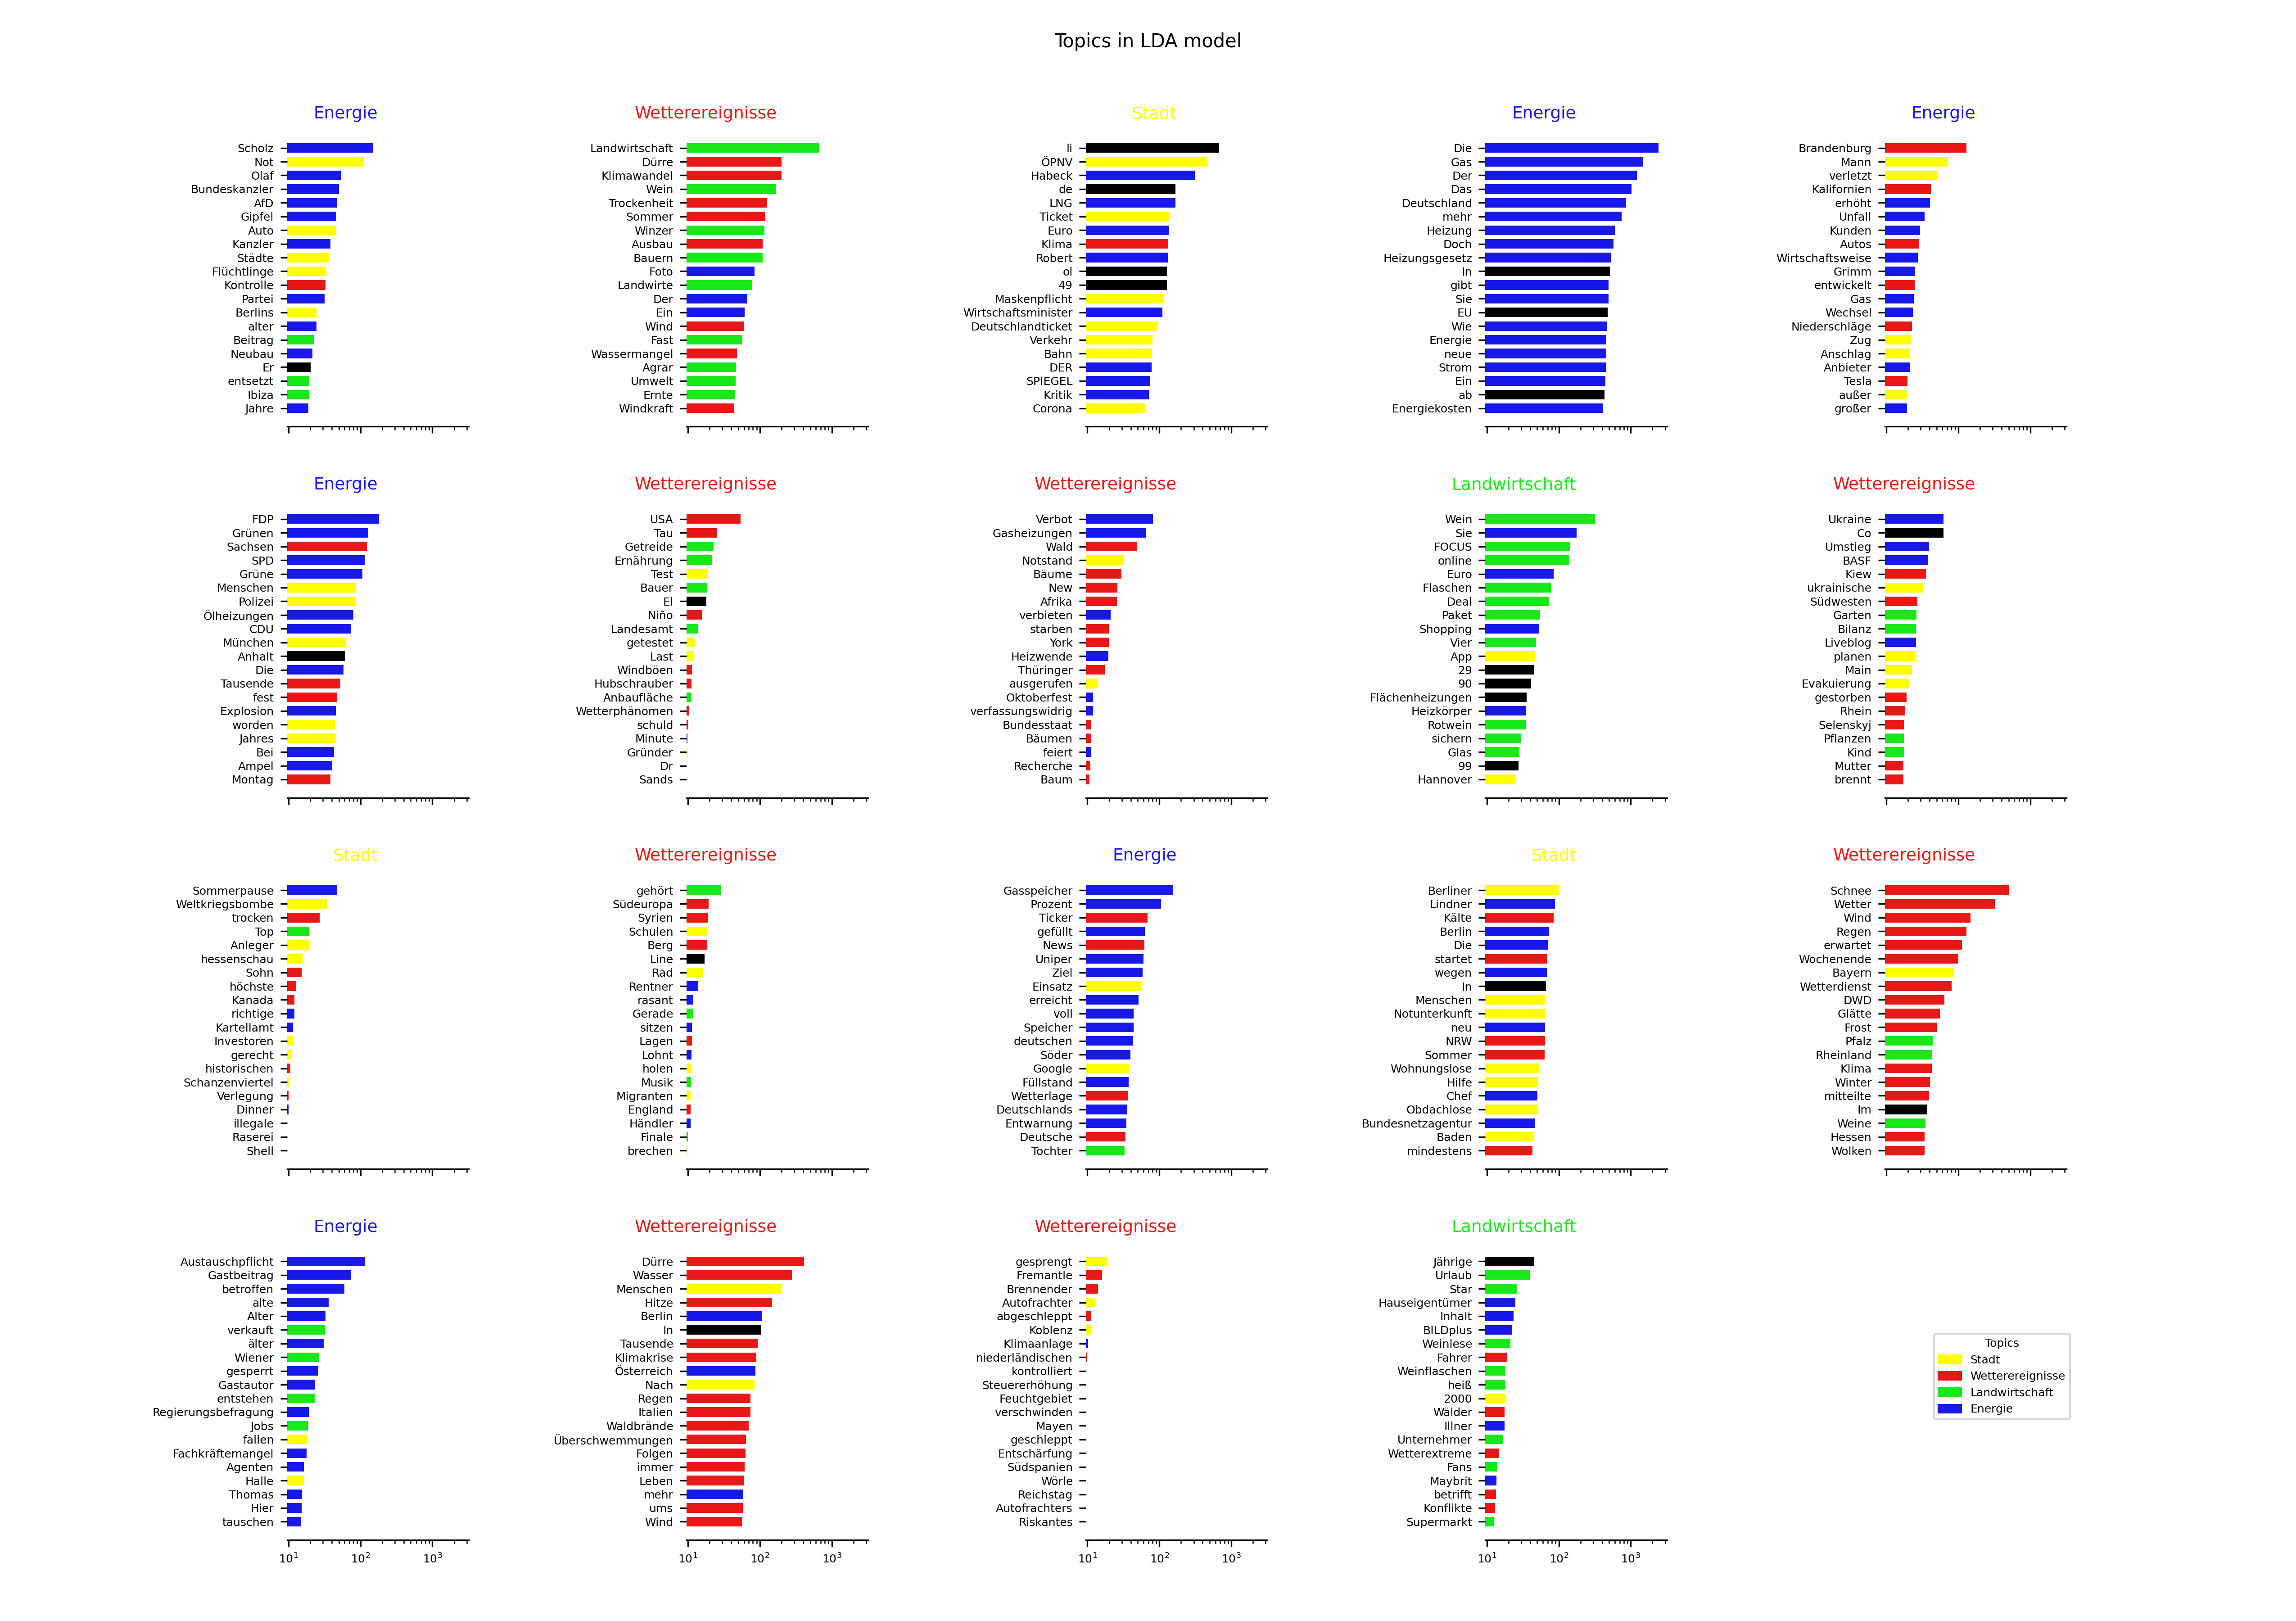 Topics in LDA model
Energie
Scholz
Not
Olaf
Bundeskanzler
AfD
Gipfel
Auto
Kanzler
Städte
Flüchtlinge
Kontrolle
Partei
Berlins
alter
Beitrag
Neubau
Er
entsetzt
Ibiza
Jahre
Wetterereignisse
Landwirtschaft
Dürre
Klimawandel
Wein
Trockenheit
Sommer
Winzer
Ausbau
Bauern
Foto
Landwirte
Der
Ein
Wind
Fast
Wassermangel
Agrar
Umwelt
Ernte
Windkraft
Stadt
li
ÖPNV
Habeck
de
LNG
Ticket
Euro
Klima
Robert
ol
49
Maskenpflicht
Wirtschaftsminister
Deutschlandticket
Verkehr
Bahn
DER
SPIEGEL
Kritik
Corona
Energie
Die
Gas
Der
Das
Deutschland
mehr
Heizung
Doch
Heizungsgesetz
In
gibt
Sie
EU
Wie
Energie
neue
Strom
Ein
ab
Energiekosten
Energie
Brandenburg
Mann
verletzt
Kalifornien
erhöht
Unfall
Kunden
Autos
Wirtschaftsweise
Grimm
entwickelt
Gas
Wechsel
Niederschläge
Zug
Anschlag
Anbieter
Tesla
außer
großer
Energie
FDP
Grünen
Sachsen
SPD
Grüne
Menschen
Polizei
Ölheizungen
CDU
München
Anhalt
Die
Tausende
fest
Explosion
worden
Jahres
Bei
Ampel
Montag
Wetterereignisse
USA
Tau
Getreide
Ernährung
Test
Bauer
El
Niño
Landesamt
getestet
Last
Windböen
Hubschrauber
Anbaufläche
Wetterphänomen
schuld
Minute
Gründer
Dr
Sands
Wetterereignisse
Verbot
Gasheizungen
Wald
Notstand
Bäume
New
Afrika
verbieten
starben
York
Heizwende
Thüringer
ausgerufen
Oktoberfest
verfassungswidrig
Bundesstaat
Bäumen
feiert
Recherche
Baum
Landwirtschaft
Wein
Sie
FOCUS
online
Euro
Flaschen
Deal
Paket
Shopping
Vier
App
29
90
Flächenheizungen
Heizkörper
Rotwein
sichern
Glas
99
Hannover
Wetterereignisse
Ukraine
Co
Umstieg
BASF
Kiew
ukrainische
Südwesten
Garten
Bilanz
Liveblog
planen
Main
Evakuierung
gestorben
Rhein
Selenskyj
Pflanzen
Kind
Mutter
brennt
Stadt
Sommerpause
Weltkriegsbombe
trocken
Top
Anleger
hessenschau
Sohn
höchste
Kanada
richtige
Kartellamt
Investoren
gerecht
historischen
Schanzenviertel
Verlegung
Dinner
illegale
Raserei
Shell
Wetterereignisse
gehört
Südeuropa
Syrien
Schulen
Berg
Line
Rad
Rentner
rasant
Gerade
sitzen
Lagen
Lohnt
holen
Musik
Migranten
England
Händler
Finale
brechen
Energie
Gasspeicher
Prozent
Ticker
gefüllt
News
Uniper
Ziel
Einsatz
erreicht
voll
Speicher
deutschen
Söder
Google
Füllstand
Wetterlage
Deutschlands
Entwarnung
Deutsche
Tochter
Stadt
Berliner
Lindner
Kälte
Berlin
Die
startet
wegen
In
Menschen
Notunterkunft
neu
NRW
Sommer
Wohnungslose
Hilfe
Chef
Obdachlose
Bundesnetzagentur
Baden
mindestens
Wetterereignisse
Schnee
Wetter
Wind
Regen
erwartet
Wochenende
Bayern
Wetterdienst
DWD
Glätte
Frost
Pfalz
Rheinland
Klima
Winter
mitteilte
Im
Weine
Hessen
Wolken
Energie
Austauschpflicht
Gastbeitrag
betroffen
alte
Alter
verkauft
älter
Wiener
gesperrt
Gastautor
entstehen
Regierungsbefragung
Jobs
fallen
Fachkräftemangel
Agenten
Halle
Thomas
Hier
tauschen
10¹ 10² 10³
Wetterereignisse
Dürre
Wasser
Menschen
Hitze
Berlin
In
Tausende
Klimakrise
Österreich
Nach
Regen
Italien
Waldbrände
Überschwemmungen
Folgen
immer
Leben
mehr
ums
Wind
10¹ 10² 10³
Wetterereignisse
gesprengt
Fremantle
Brennender
Autofrachter
abgeschleppt
Koblenz
Klimaanlage
niederländischen
kontrolliert
Steuererhöhung
Feuchtgebiet
verschwinden
Mayen
geschleppt
Entschärfung
Südspanien
Wörle
Reichstag
Autofrachters
Riskantes
10¹ 10² 10³
Landwirtschaft
Jährige
Urlaub
Star
Hauseigentümer
Inhalt
BILDplus
Weinlese
Fahrer
Weinflaschen
heiß
2000
Wälder
Illner
Unternehmer
Wetterextreme
Fans
Maybrit
betrifft
Konflikte
Supermarkt
10¹ 10² 10³
Topics
Stadt
Wetterereignisse
Landwirtschaft
Energie